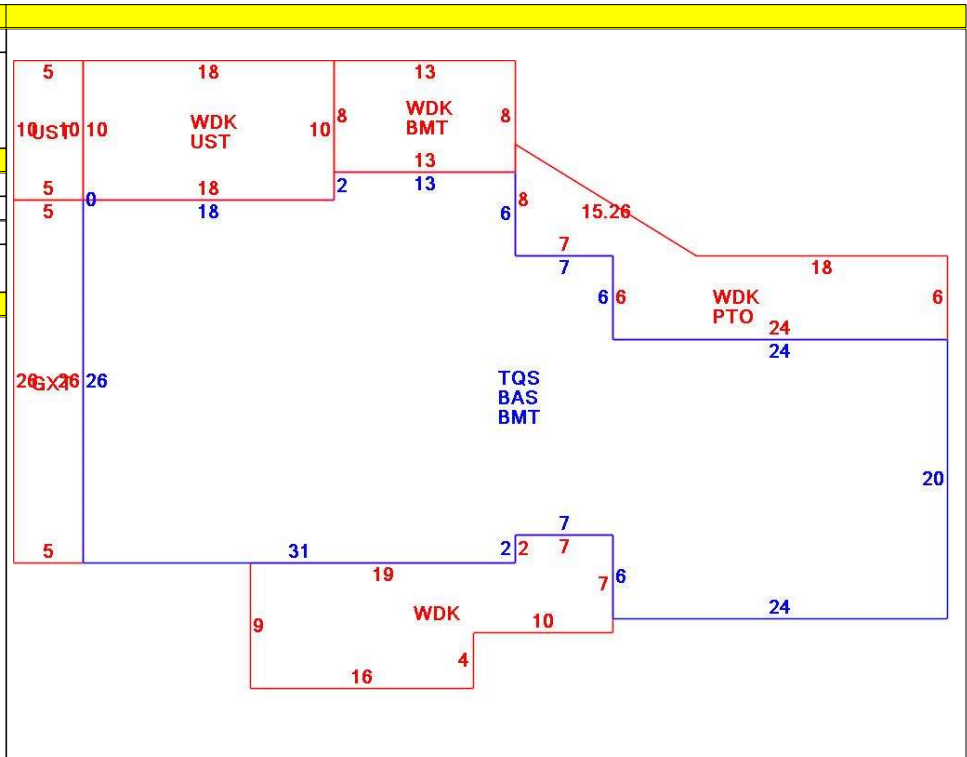 5 18 13
8 8
WDK
BMT
WDK
UST
10 UST 10 10 10
13
5 18 2 13
0
5 18 6 8 15.26
7
7 18
6 6 WDK 6
PTO
24
24
TQS
BAS
BMT
26 GXT 26 26
20
7
31 2 2 7
5 19
7 6
WDK 24
9 10
4
16